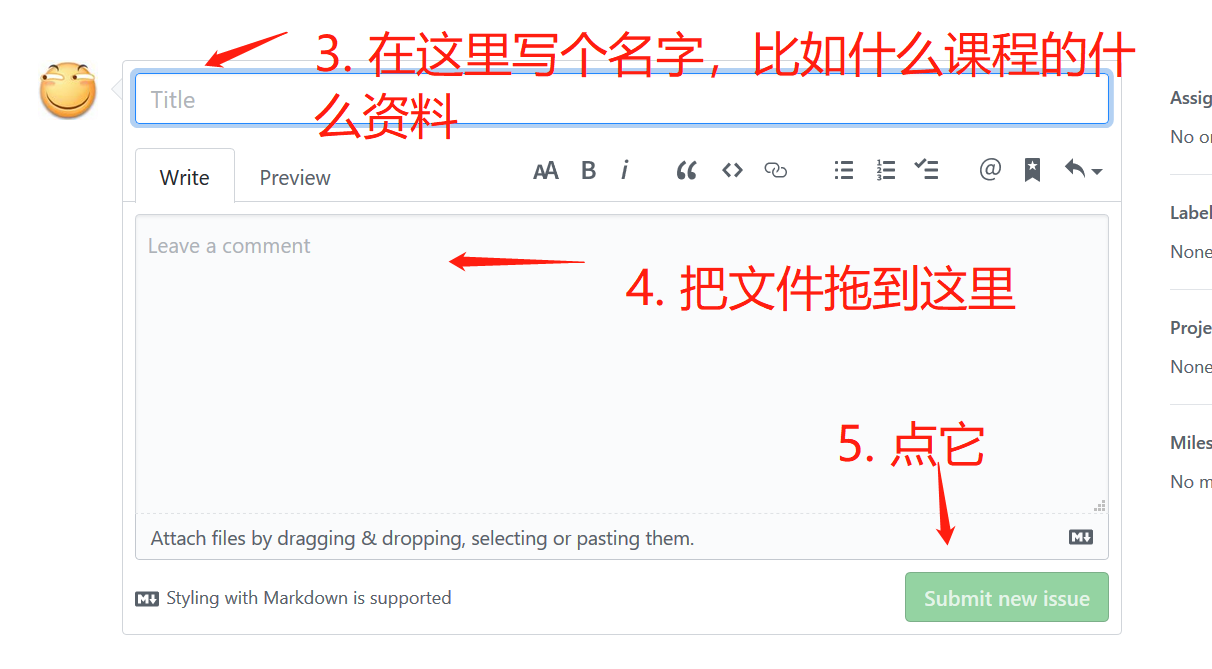 3. 在这里写个名字，比如什么课程的什
么资料
Title
Write
Preview
AA B i
@
Leave a comment
4. 把文件拖到这里
5. 点它
Attach files by dragging & dropping, selecting or pasting them.
M↓
M↓ Styling with Markdown is supported
Submit new issue
Assig
No o
Label
None
Proje
None
Miles
No m